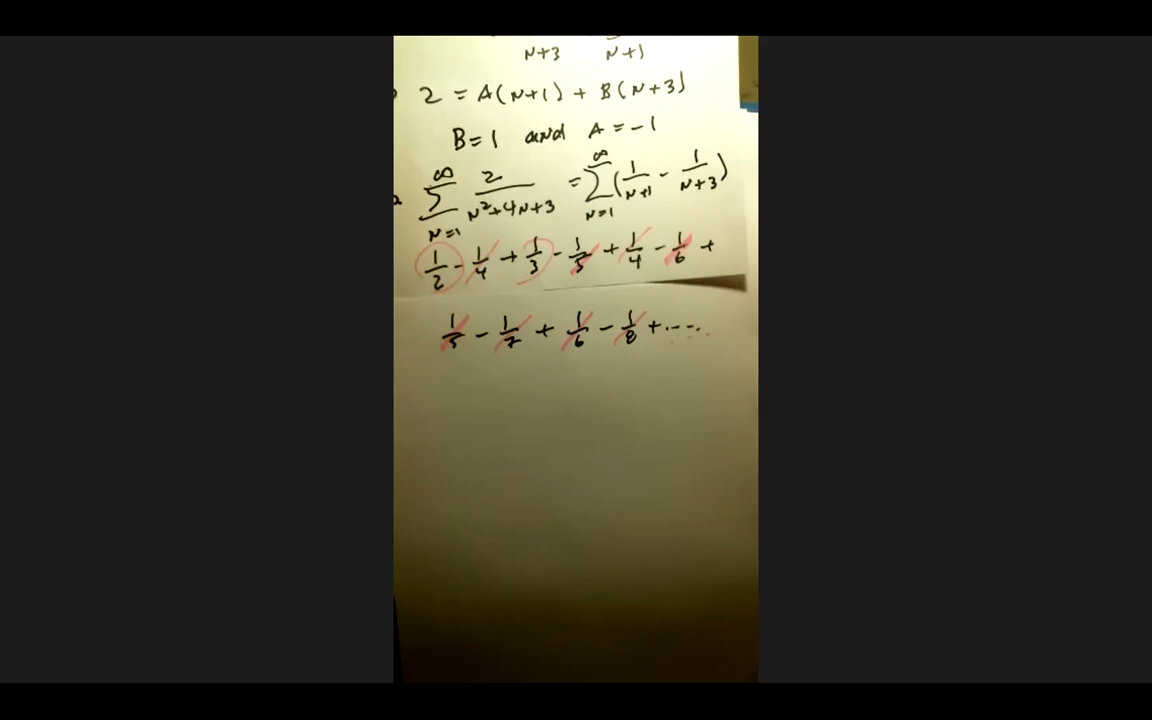 N+3 N+1
2 = A(N+1) + B(N+3)
B=1 and A=-1
∞ ∑ N=1 2/(N²+4N+3) = ∞ ∑ N=1 (1/(N+1) - 1/(N+3))
1/2 - 1/4 + 1/3 - 1/5 + 1/4 - 1/6 +
1/5 - 1/7 + 1/6 - 1/8 + ....